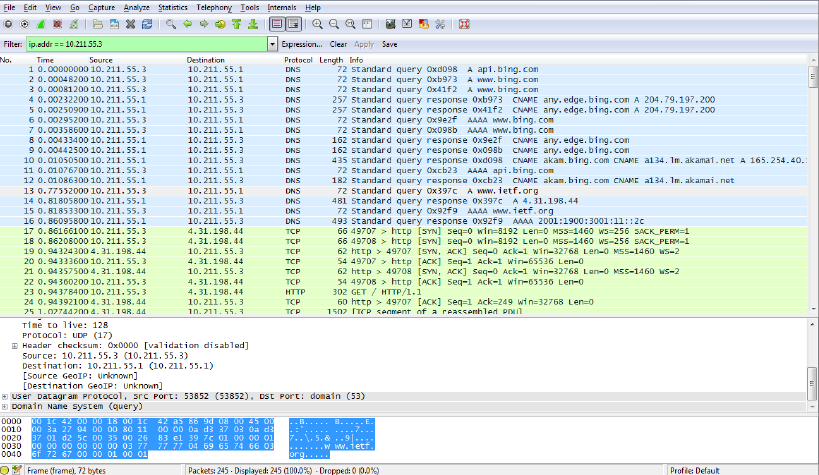 File Edit View Go Capture Analyze Statistics Telephony Tools Internals Help
Filter: ip.addr == 10.211.55.3 Expression... Clear Apply Save
No. Time Source Destination Protocol Length Info
1 0.00000000 10.211.55.3 10.211.55.1 DNS 72 Standard query 0xd098 A api.bing.com
2 0.00048200 10.211.55.3 10.211.55.1 DNS 72 Standard query 0xb973 A www.bing.com
3 0.00081200 10.211.55.3 10.211.55.1 DNS 72 Standard query 0x41f2 A www.bing.com
4 0.00232200 10.211.55.1 10.211.55.3 DNS 257 Standard query response 0xb973 CNAME any.edge.bing.com A 204.79.197.200
5 0.00250900 10.211.55.1 10.211.55.3 DNS 257 Standard query response 0x41f2 CNAME any.edge.bing.com A 204.79.197.200
6 0.00295200 10.211.55.3 10.211.55.1 DNS 72 Standard query 0x9e2f AAAA www.bing.com
7 0.00358600 10.211.55.3 10.211.55.1 DNS 72 Standard query 0x098b AAAA www.bing.com
8 0.00433400 10.211.55.1 10.211.55.3 DNS 162 Standard query response 0x9e2f CNAME any.edge.bing.com
9 0.00442500 10.211.55.1 10.211.55.3 DNS 162 Standard query response 0x098b CNAME any.edge.bing.com
10 0.01050500 10.211.55.1 10.211.55.3 DNS 435 Standard query response 0xd098 CNAME akam.bing.com CNAME a134.lm.akamai.net A 165.254.40.
11 0.01076700 10.211.55.3 10.211.55.1 DNS 72 Standard query 0xcb23 AAAA api.bing.com
12 0.01086300 10.211.55.1 10.211.55.3 DNS 132 Standard query response 0xcb23 CNAME akam.bing.com CNAME a134.lm.akamai.net
13 0.77552000 10.211.55.3 10.211.55.1 DNS 72 Standard query 0x397c A www.ietf.org
14 0.81805800 10.211.55.1 10.211.55.3 DNS 481 Standard query response 0x397c A 4.31.198.44
15 0.81853300 10.211.55.3 10.211.55.1 DNS 72 Standard query 0x92f9 AAAA www.ietf.org
16 0.86095800 10.211.55.1 10.211.55.3 DNS 493 Standard query response 0x92f9 AAAA 2001:1900:3001:11::2c
17 0.86166100 10.211.55.3 4.31.198.44 TCP 66 49707 > http [SYN] Seq=0 Win=8192 Len=0 MSS=1460 WS=256 SACK_PERM=1
18 0.86208000 10.211.55.3 4.31.198.44 TCP 66 49708 > http [SYN] Seq=0 Win=8192 Len=0 MSS=1460 WS=256 SACK_PERM=1
19 0.94324300 4.31.198.44 10.211.55.3 TCP 62 http > 49707 [SYN, ACK] Seq=0 Ack=1 Win=32768 Len=0 MSS=1460 WS=2
20 0.94333600 10.211.55.3 4.31.198.44 TCP 54 49707 > http [ACK] Seq=1 Ack=1 Win=65536 Len=0
21 0.94357500 4.31.198.44 10.211.55.3 TCP 62 http > 49708 [SYN, ACK] Seq=0 Ack=1 Win=32768 Len=0 MSS=1460 WS=2
22 0.94360200 10.211.55.3 4.31.198.44 TCP 54 49708 > http [ACK] Seq=1 Ack=1 Win=65536 Len=0
23 0.94378400 10.211.55.3 4.31.198.44 HTTP 302 GET / HTTP/1.1
24 0.94392100 4.31.198.44 10.211.55.3 TCP 60 http > 49707 [ACK] Seq=1 Ack=249 Win=32768 Len=0
25 1.02744200 4.31.198.44 10.211.55.3 TCP 1502 [TCP segment of a reassembled PDU]
Time to live: 128
Protocol: UDP (17)
Header checksum: 0x0000 [validation disabled]
Source: 10.211.55.3 (10.211.55.3)
Destination: 10.211.55.1 (10.211.55.1)
[Source GeoIP: Unknown]
[Destination GeoIP: Unknown]
User Datagram Protocol, Src Port: 53852 (53852), Dst Port: domain (53)
Domain Name System (query)
0000 00 1c 42 00 00 18 00 1c 42 a5 86 9d 08 00 45 00 ..B..... B.....E.
0010 00 3a 27 94 00 00 80 11 00 00 0a d3 37 03 0a d3 .:'..... ....7...
0020 37 01 d2 5c 00 35 00 26 83 e1 39 7c 01 00 00 01 7..\.5.& ..9|....
0030 00 00 00 00 00 00 03 77 77 77 04 69 65 74 66 03 .......w ww.ietf.
0040 6f 72 67 00 00 01 00 01 org.....
Frame (frame), 72 bytes Packets: 245 - Displayed: 245 (100.0%) - Dropped: 0 (0.0%) Profile: Default